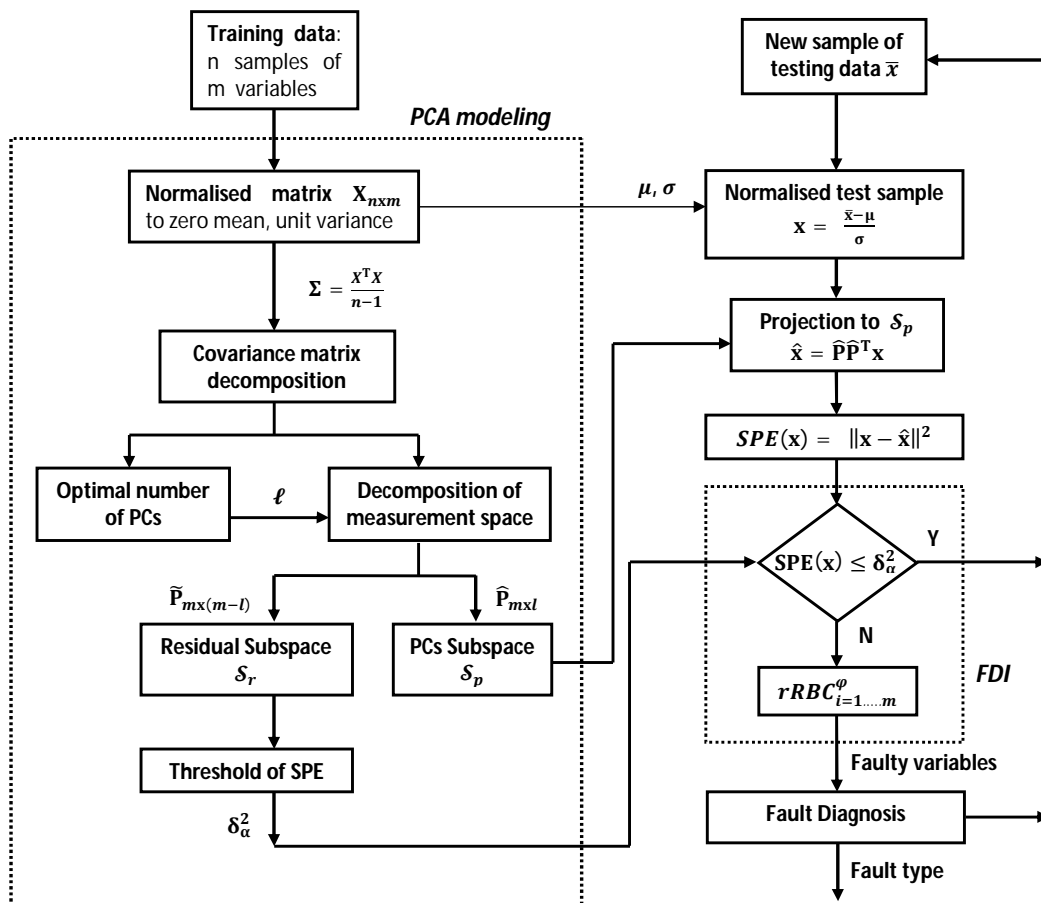 Training data:
n samples of
m variables
PCA modeling
Normalised matrix X_{nxm}
to zero mean, unit variance
Σ = X^T X / n−1
Covariance matrix
decomposition
Optimal number
of PCs
ℓ
Decomposition of
measurement space
P̃_{mx(m−l)}
P̂_{mxl}
Residual Subspace
S_r
PCs Subspace
S_p
Threshold of SPE
δ_α^2
New sample of
testing data x̄
μ, σ
Normalised test sample
x = x̄−μ / σ
Projection to S_p
x̂ = P̂P̂^T x
SPE(x) = ‖x − x̂‖^2
SPE(x) ≤ δ_α^2
Y
N
rRBC_{i=1.....m}^φ
FDI
Faulty variables
Fault Diagnosis
Fault type